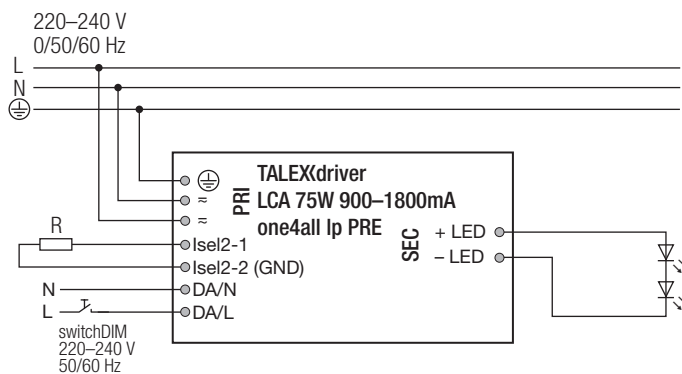 220–240 V
0/50/60 Hz
L
N
TALEXXdriver
LCA 75W 900–1800mA
one4all lp PRE
PRI
≂
≂
SEC
+ LED
– LED
R
Isel2-1
Isel2-2 (GND)
N
DA/N
L
DA/L
switchDIM
220–240 V
50/60 Hz